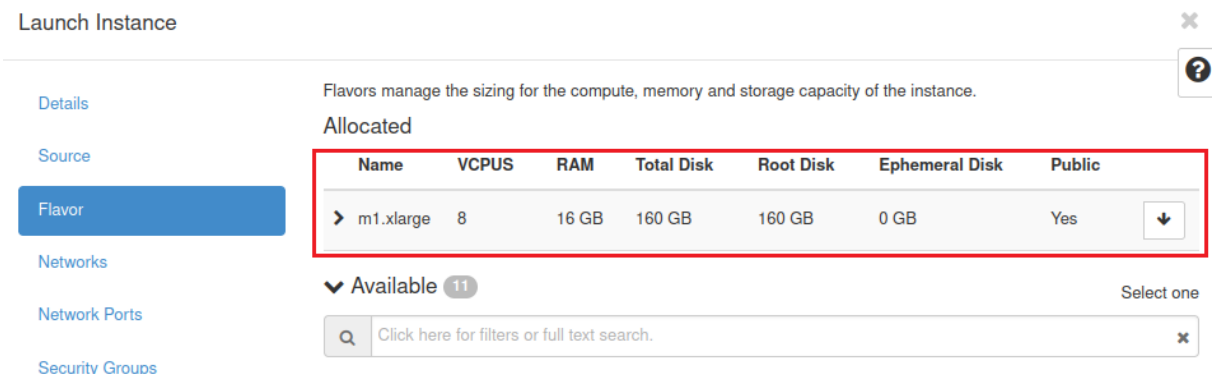 Launch Instance
Details
Source
Flavor
Networks
Network Ports
Security Groups
Flavors manage the sizing for the compute, memory and storage capacity of the instance.
Allocated
Name VCPUS RAM Total Disk Root Disk Ephemeral Disk Public
m1.xlarge 8 16 GB 160 GB 160 GB 0 GB Yes
Available 11
Select one
Click here for filters or full text search.